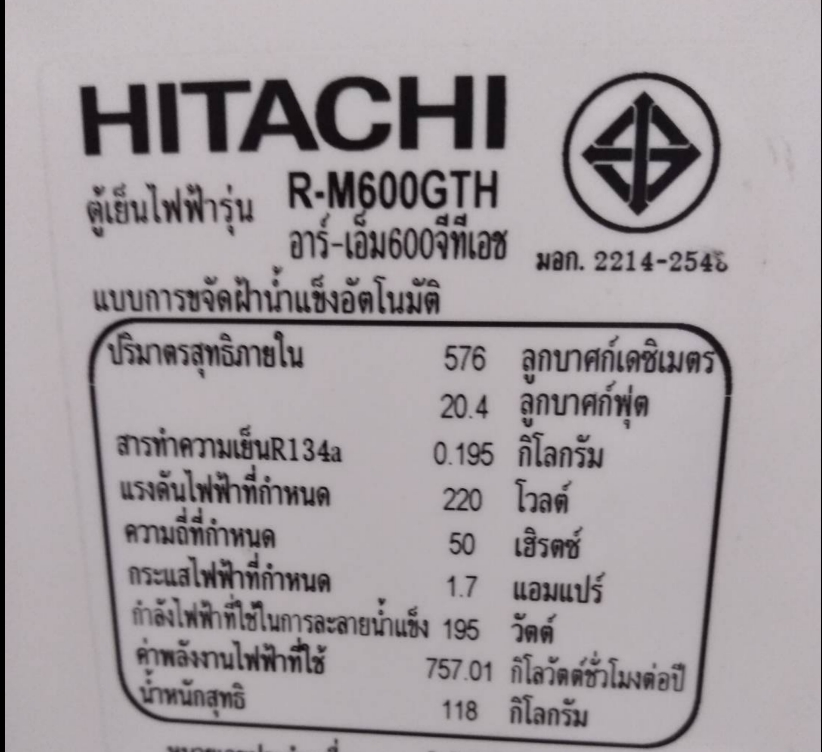 HITACHI
ตู้เย็นไฟฟ้ารุ่น R-M600GTH
อาร์-เอ็ม600จีทีเอช
มอก. 2214-2548
แบบการขจัดฝ้าน้ำแข็งอัตโนมัติ
ปริมาตรสุทธิภายใน 576 ลูกบาศก์เดซิเมตร
20.4 ลูกบาศก์ฟุต
สารทำความเย็นR134a 0.195 กิโลกรัม
แรงดันไฟฟ้าที่กำหนด 220 โวลต์
ความถี่ที่กำหนด 50 เฮิรตซ์
กระแสไฟฟ้าที่กำหนด 1.7 แอมแปร์
กำลังไฟฟ้าที่ใช้ในการละลายน้ำแข็ง 195 วัตต์
ค่าพลังงานไฟฟ้าที่ใช้ 757.01 กิโลวัตต์ชั่วโมงต่อปี
น้ำหนักสุทธิ 118 กิโลกรัม